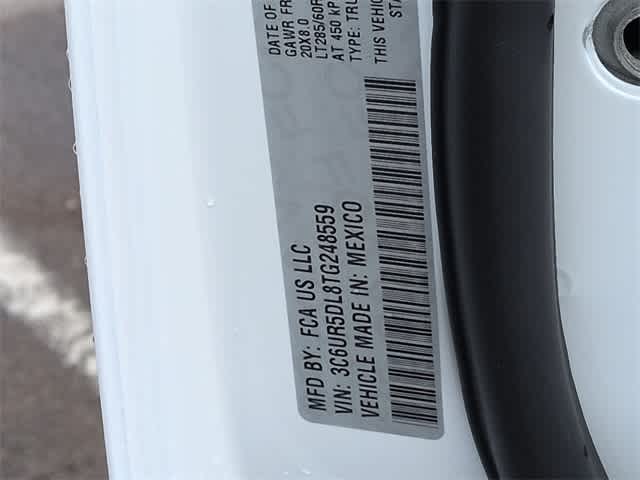 DATE OF
GAWR FR
20X8.0
LT285/60R
AT 450 KP
TYPE: TRU
THIS VEHIC
STA
MFD BY: FCA US LLC
VIN: 3C6UR5DL8TG248559
VEHICLE MADE IN: MEXICO